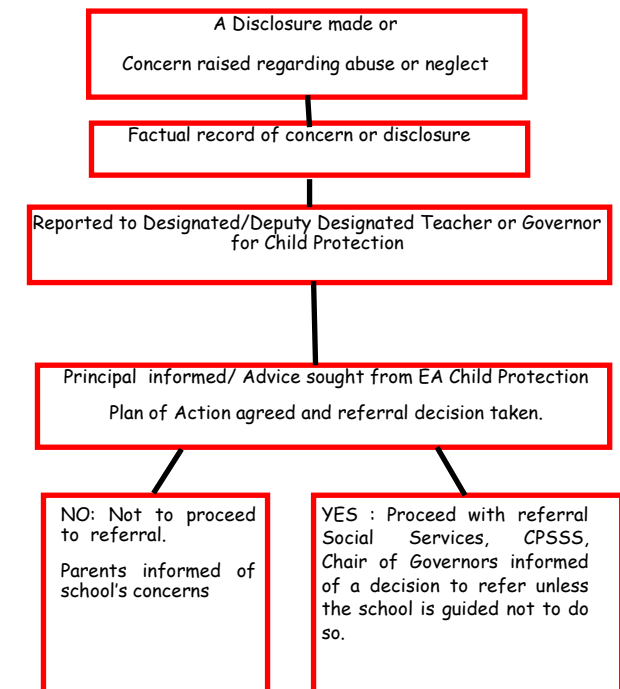 A Disclosure made or
Concern raised regarding abuse or neglect
Factual record of concern or disclosure
Reported to Designated/Deputy Designated Teacher or Governor
for Child Protection
Principal informed/ Advice sought from EA Child Protection
Plan of Action agreed and referral decision taken.
NO: Not to proceed
to referral.
Parents informed of
school's concerns
YES : Proceed with referral
Social Services, CPSSS,
Chair of Governors informed
of a decision to refer unless
the school is guided not to do
so.